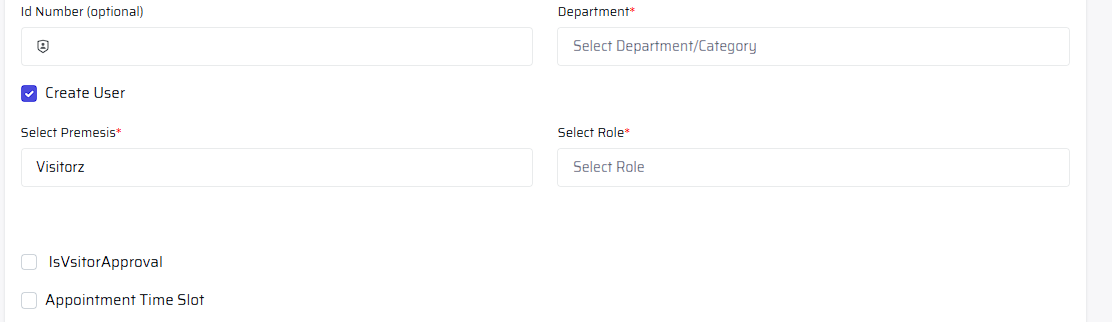 Id Number (optional)
Department*
Select Department/Category
Create User
Select Premesis*
Select Role*
Visitorz
Select Role
IsVsitorApproval
Appointment Time Slot